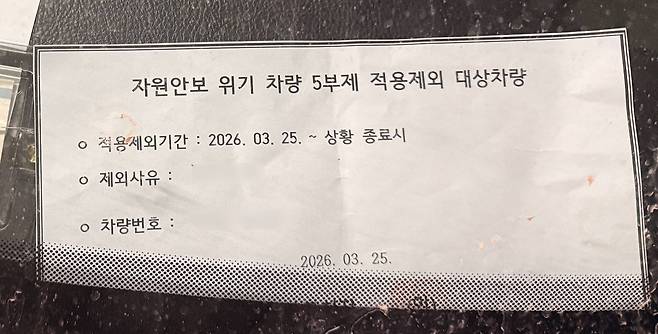 자원안보 위기 차량 5부제 적용제외 대상차량
ㅇ 적용제외기간 : 2026. 03. 25. ~ 상황 종료시
ㅇ 제외사유 :
ㅇ 차량번호 :
2026. 03. 25.